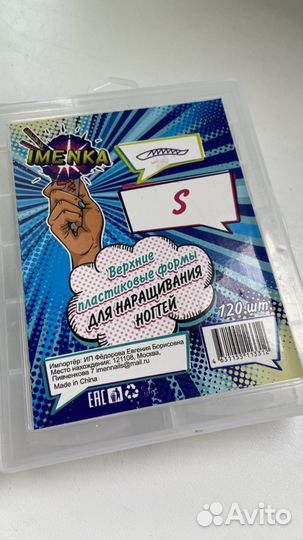 IMENKA
S
Верхние
пластиковые формы
ДЛЯ НАРАЩИВАНИЯ
НОГТЕЙ
120 шт.
Импортёр: ИП Фёдорова Евгения Борисовна
Место нахождение: 121108, Москва,
Пивченкова 7 imennails@mail.ru
Made in China
EAC
Avito